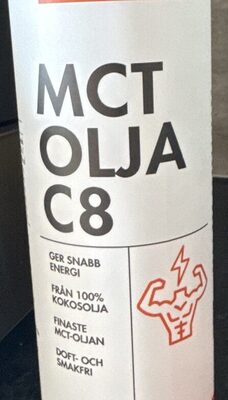 MCT
OLJA
C8
GER SNABB
ENERGI
FRÅN 100%
KOKOSOLJA
FINASTE
MCT-OLJAN
DOFT- OCH
SMAKFRI